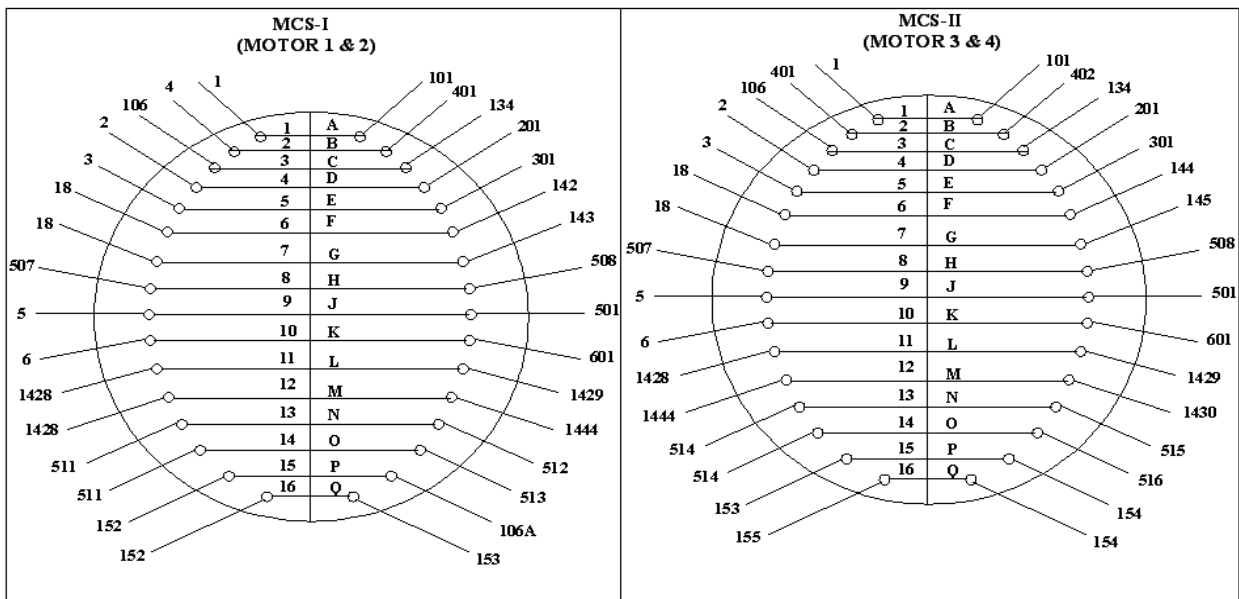 MCS-I
(MOTOR 1 & 2)
1 1 A 101
4 2 B 401
106 3 C 134
2 4 D 201
3 5 E 301
18 6 F 142
18 7 G 143
507 8 H 508
5 9 J 501
6 10 K 601
1428 11 L 1429
1428 12 M 1444
511 13 N 512
511 14 O 513
152 15 P 106A
152 16 Q 153
MCS-II
(MOTOR 3 & 4)
1 1 A 101
401 2 B 402
106 3 C 134
2 4 D 201
3 5 E 301
18 6 F 144
18 7 G 145
507 8 H 508
5 9 J 501
6 10 K 601
1428 11 L 1429
1444 12 M 1430
514 13 N 515
514 14 O 516
153 15 P 154
155 16 Q 154